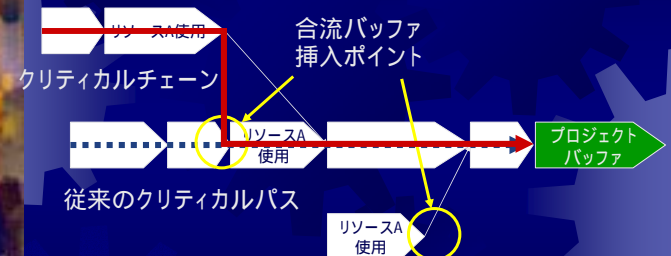 リソースA使用
合流バッファ
挿入ポイント
クリティカルチェーン
リソースA
使用
プロジェクト
バッファ
従来のクリティカルパス
リソースA
使用